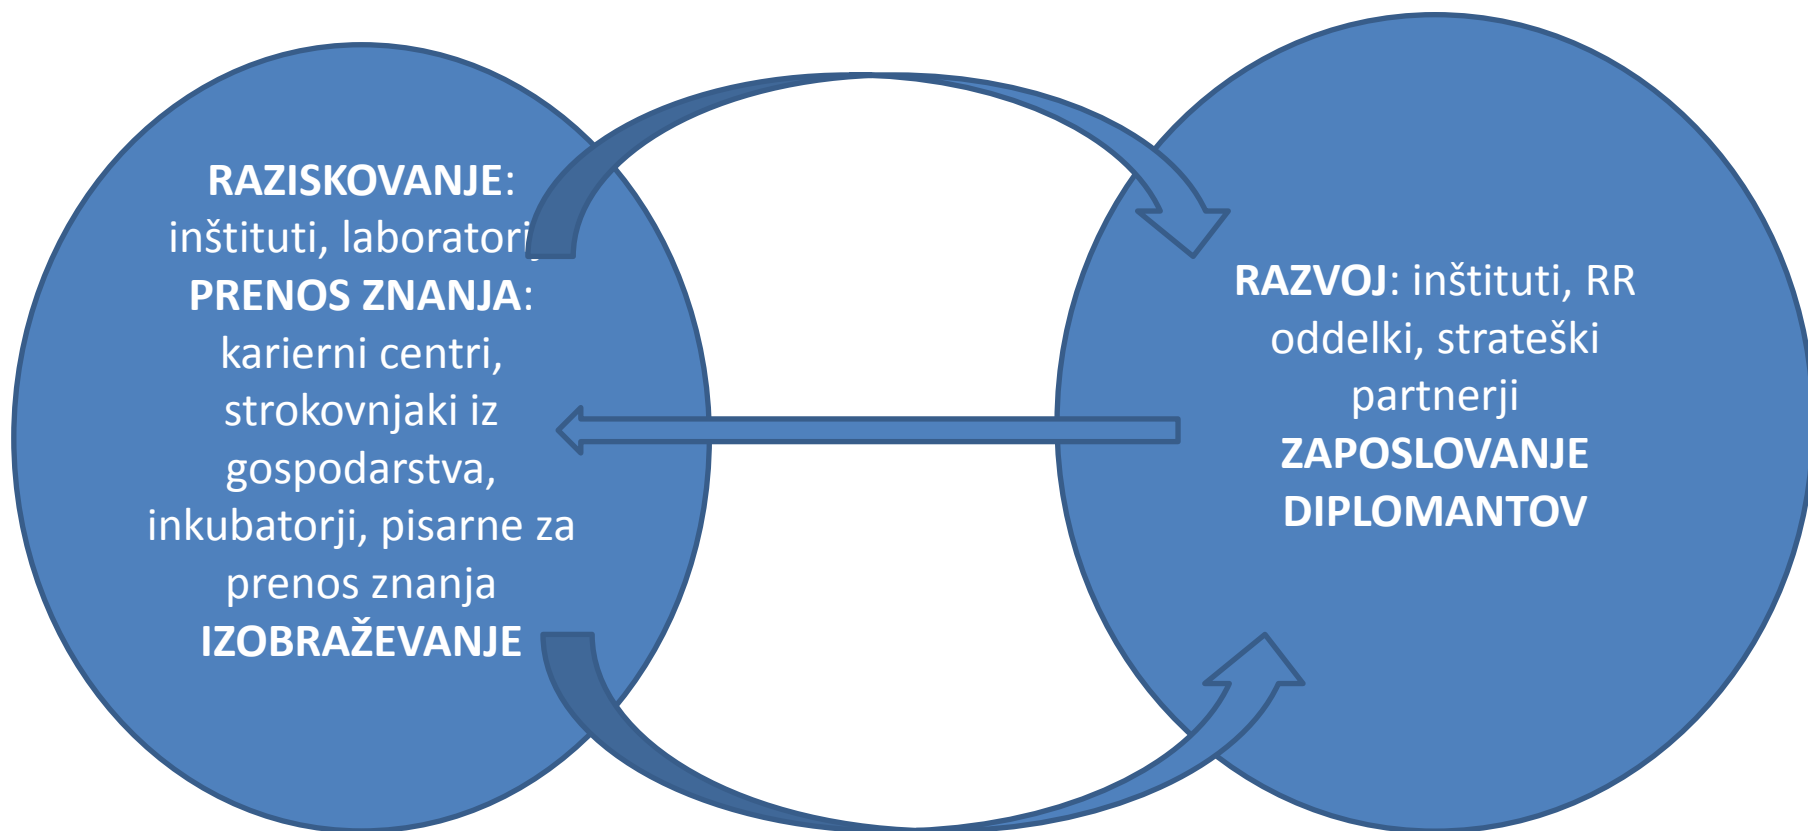 RAZISKOVANJE:
inštituti, laboratorij
PRENOS ZNANJA:
karierni centri,
strokovnjaki iz
gospodarstva,
inkubatorji, pisarne za
prenos znanja
IZOBRAŽEVANJE
RAZVOJ: inštituti, RR
oddelki, strateški
partnerji
ZAPOSLOVANJE
DIPLOMANTOV